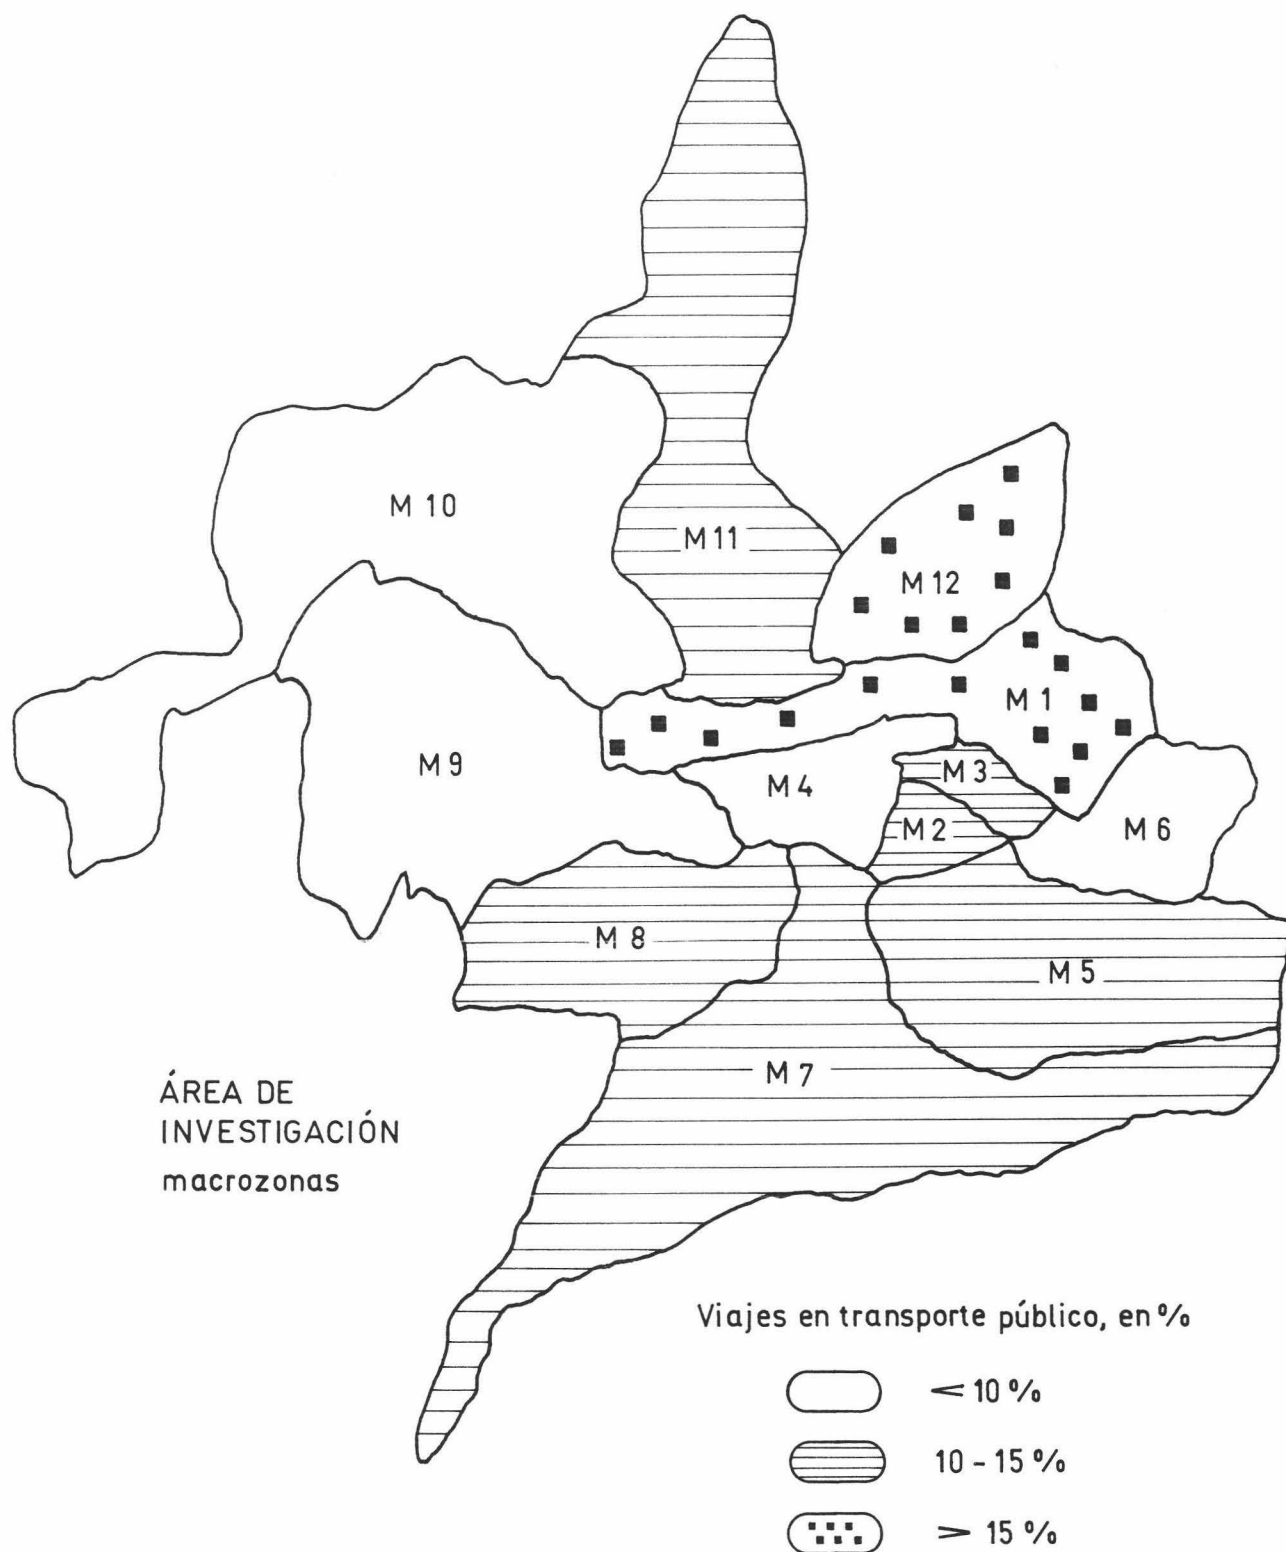 M 10
M 11
M 12
M 1
M 9
M 4
M 3
M 2
M 6
M 8
M 5
M 7
ÁREA DE
INVESTIGACIÓN
macrozonas
Viajes en transporte público, en %
< 10 %
10 - 15 %
> 15 %